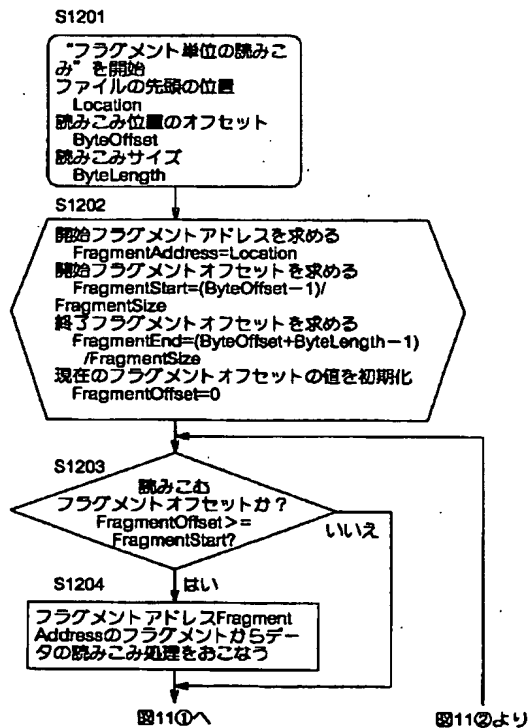 S1201
“フラグメント単位の読みこ
み”を開始
ファイルの先頭の位置
Location
読みこみ位置のオフセット
ByteOffset
読みこみサイズ
ByteLength
S1202
開始フラグメントアドレスを求める
FragmentAddress=Location
開始フラグメントオフセットを求める
FragmentStart=(ByteOffset−1)/
FragmentSize
終了フラグメントオフセットを求める
FragmentEnd=(ByteOffset+ByteLength−1)
/FragmentSize
現在のフラグメントオフセットの値を初期化
FragmentOffset=0
S1203
読みこむ
フラグメントオフセットか?
FragmentOffset>=
FragmentStart?
いいえ
S1204
はい
フラグメントアドレスFragment
Addressのフラグメントからデー
タの読みこみ処理をおこなう
図11①へ
図11②より